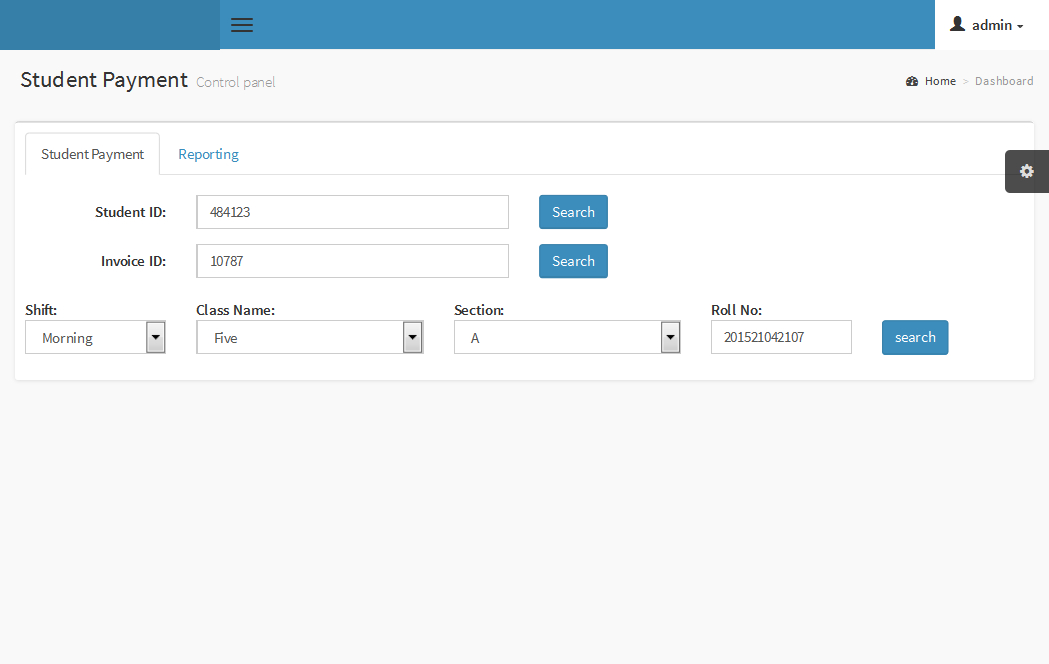 admin
Student Payment Control panel
Home > Dashboard
Student Payment Reporting
Student ID: 484123 Search
Invoice ID: 10787 Search
Shift: Class Name: Section: Roll No:
Morning Five A 201521042107 search